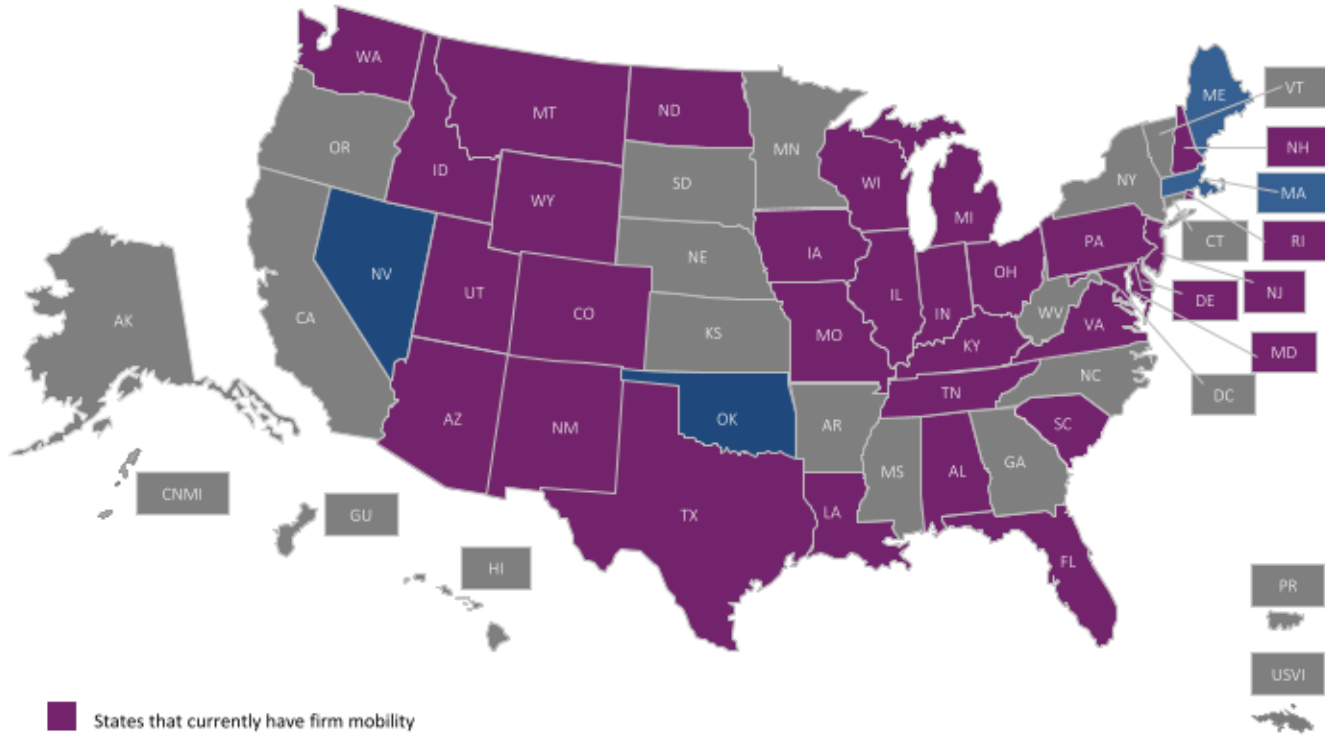 WA
MT
ND
MN
ME
VT
OR
ID
SD
WI
NY
NH
WY
MI
MA
NE
IA
PA
CT
RI
NV
UT
CO
IL
IN
OH
DE
NJ
CA
KS
MO
WV
VA
MD
AK
KY
DC
AZ
NM
OK
AR
TN
NC
SC
CNMI
GU
TX
LA
MS
AL
GA
FL
HI
PR
USVI
States that currently have firm mobility